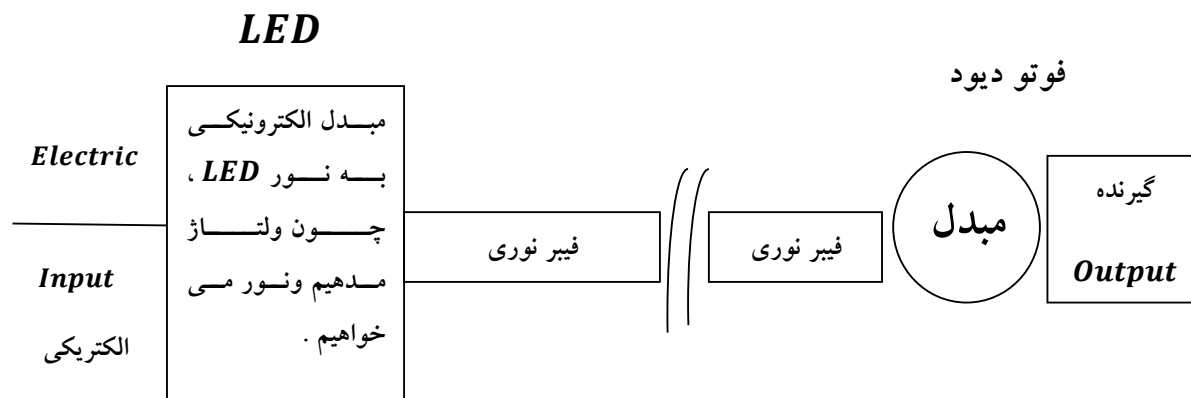 LED
فوتو دیود
Electric
Input
الکتریکی
مبدل الکترونیکی
به نور LED ،
چون ولتاژ
مدهیم ونور می
خواهیم .
فیبر نوری
فیبر نوری
مبدل
گیرنده
Output